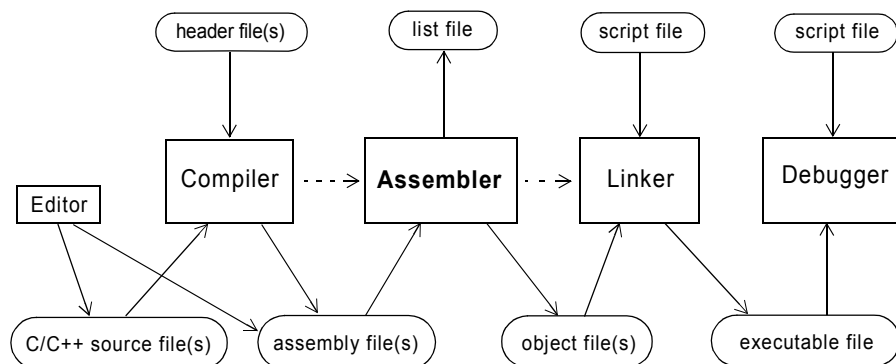 header file(s)
list file
script file
script file
Compiler
Assembler
Linker
Debugger
Editor
C/C++ source file(s)
assembly file(s)
object file(s)
executable file